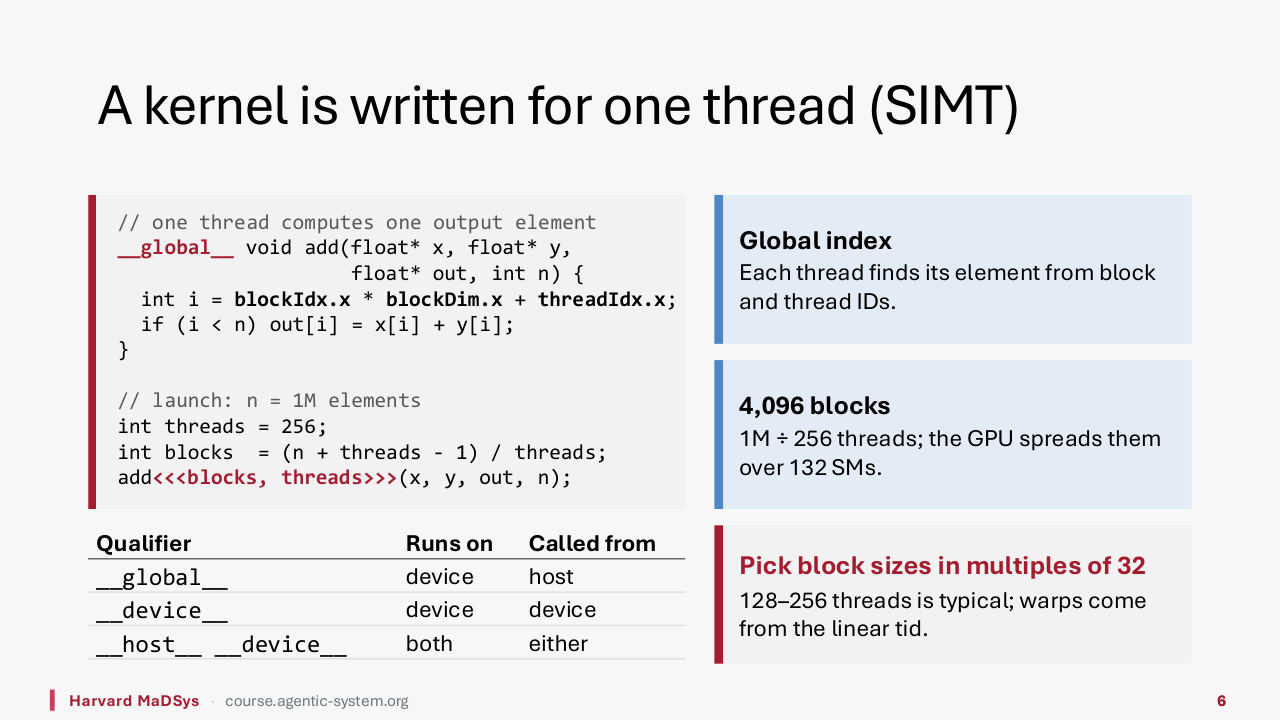 A kernel is written for one thread (SIMT)
// one thread computes one output element
__global__ void add(float* x, float* y,
                    float* out, int n) {
  int i = blockIdx.x * blockDim.x + threadIdx.x;
  if (i < n) out[i] = x[i] + y[i];
}
// launch: n = 1M elements
int threads = 256;
int blocks  = (n + threads - 1) / threads;
add<<<blocks, threads>>>(x, y, out, n);
Qualifier Runs on Called from
__global__ device host
__device__ device device
__host__ __device__ both either
Global index
Each thread finds its element from block
and thread IDs.
4,096 blocks
1M ÷ 256 threads; the GPU spreads them
over 132 SMs.
Pick block sizes in multiples of 32
128–256 threads is typical; warps come
from the linear tid.
Harvard MaDSys · course.agentic-system.org
6